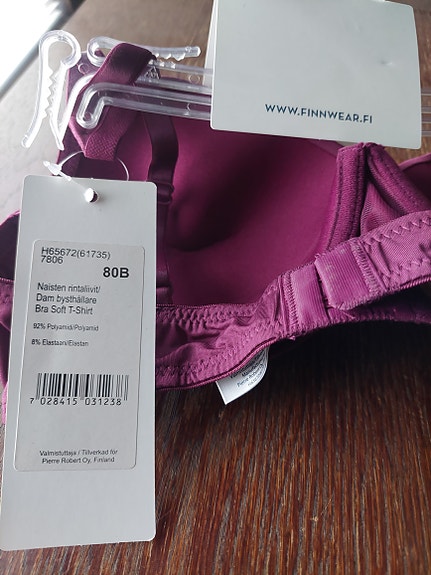 WWW.FINNWEAR.FI
H65672(61735)
7806
80B
Naisten rintaliivit/
Dam bysthållare
Bra Soft T-Shirt
92% Polyamidi/Polyamid
8% Elastaani/Elastan
7 028415 031238
Valmistuttaja / Tillverkad för
Pierre Robert Oy, Finland